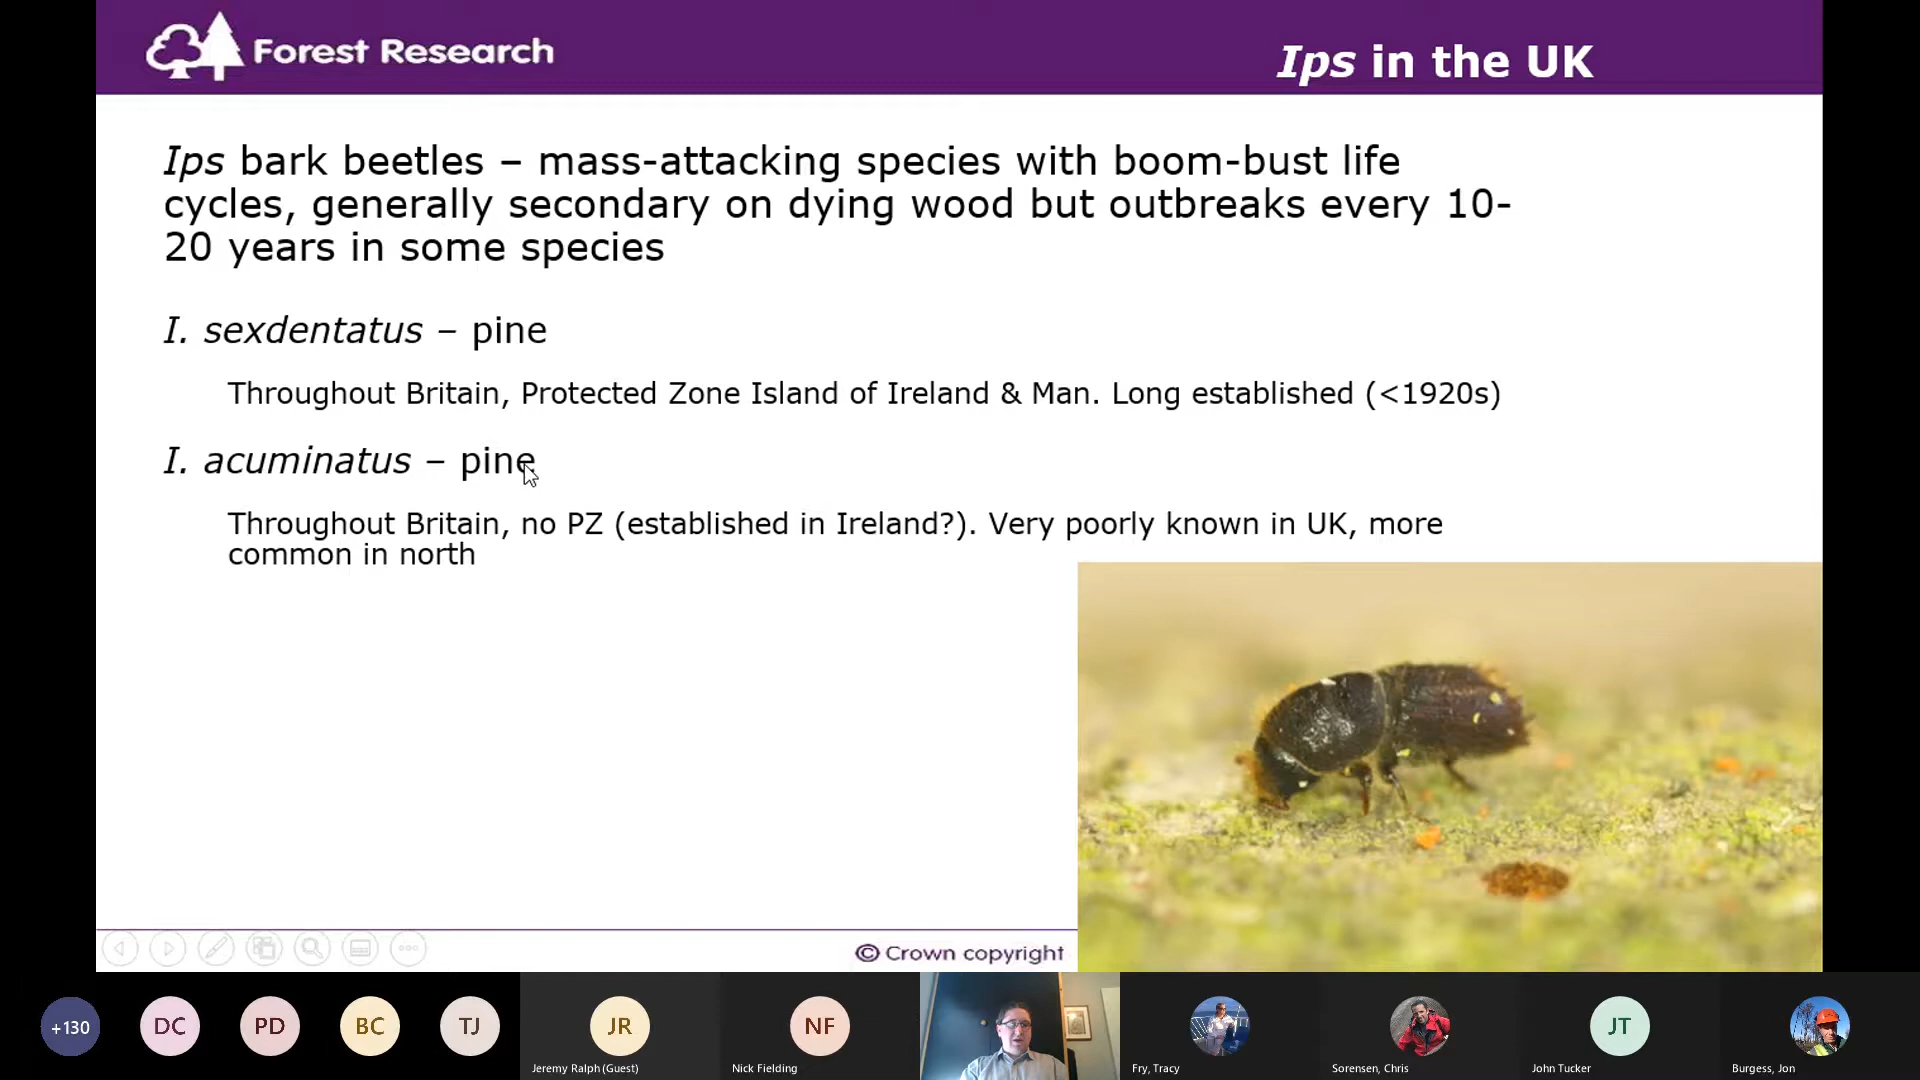 Forest Research
Ips in the UK
Ips bark beetles – mass-attacking species with boom-bust life
cycles, generally secondary on dying wood but outbreaks every 10-
20 years in some species
I. sexdentatus – pine
Throughout Britain, Protected Zone Island of Ireland & Man. Long established (<1920s)
I. acuminatus – pine
Throughout Britain, no PZ (established in Ireland?). Very poorly known in UK, more
common in north
© Crown copyright
+130
DC
PD
BC
TJ
JR
NF
JT
Jeremy Ralph (Guest)
Nick Fielding
Fry, Tracy
Sorensen, Chris
John Tucker
Burgess, Jon